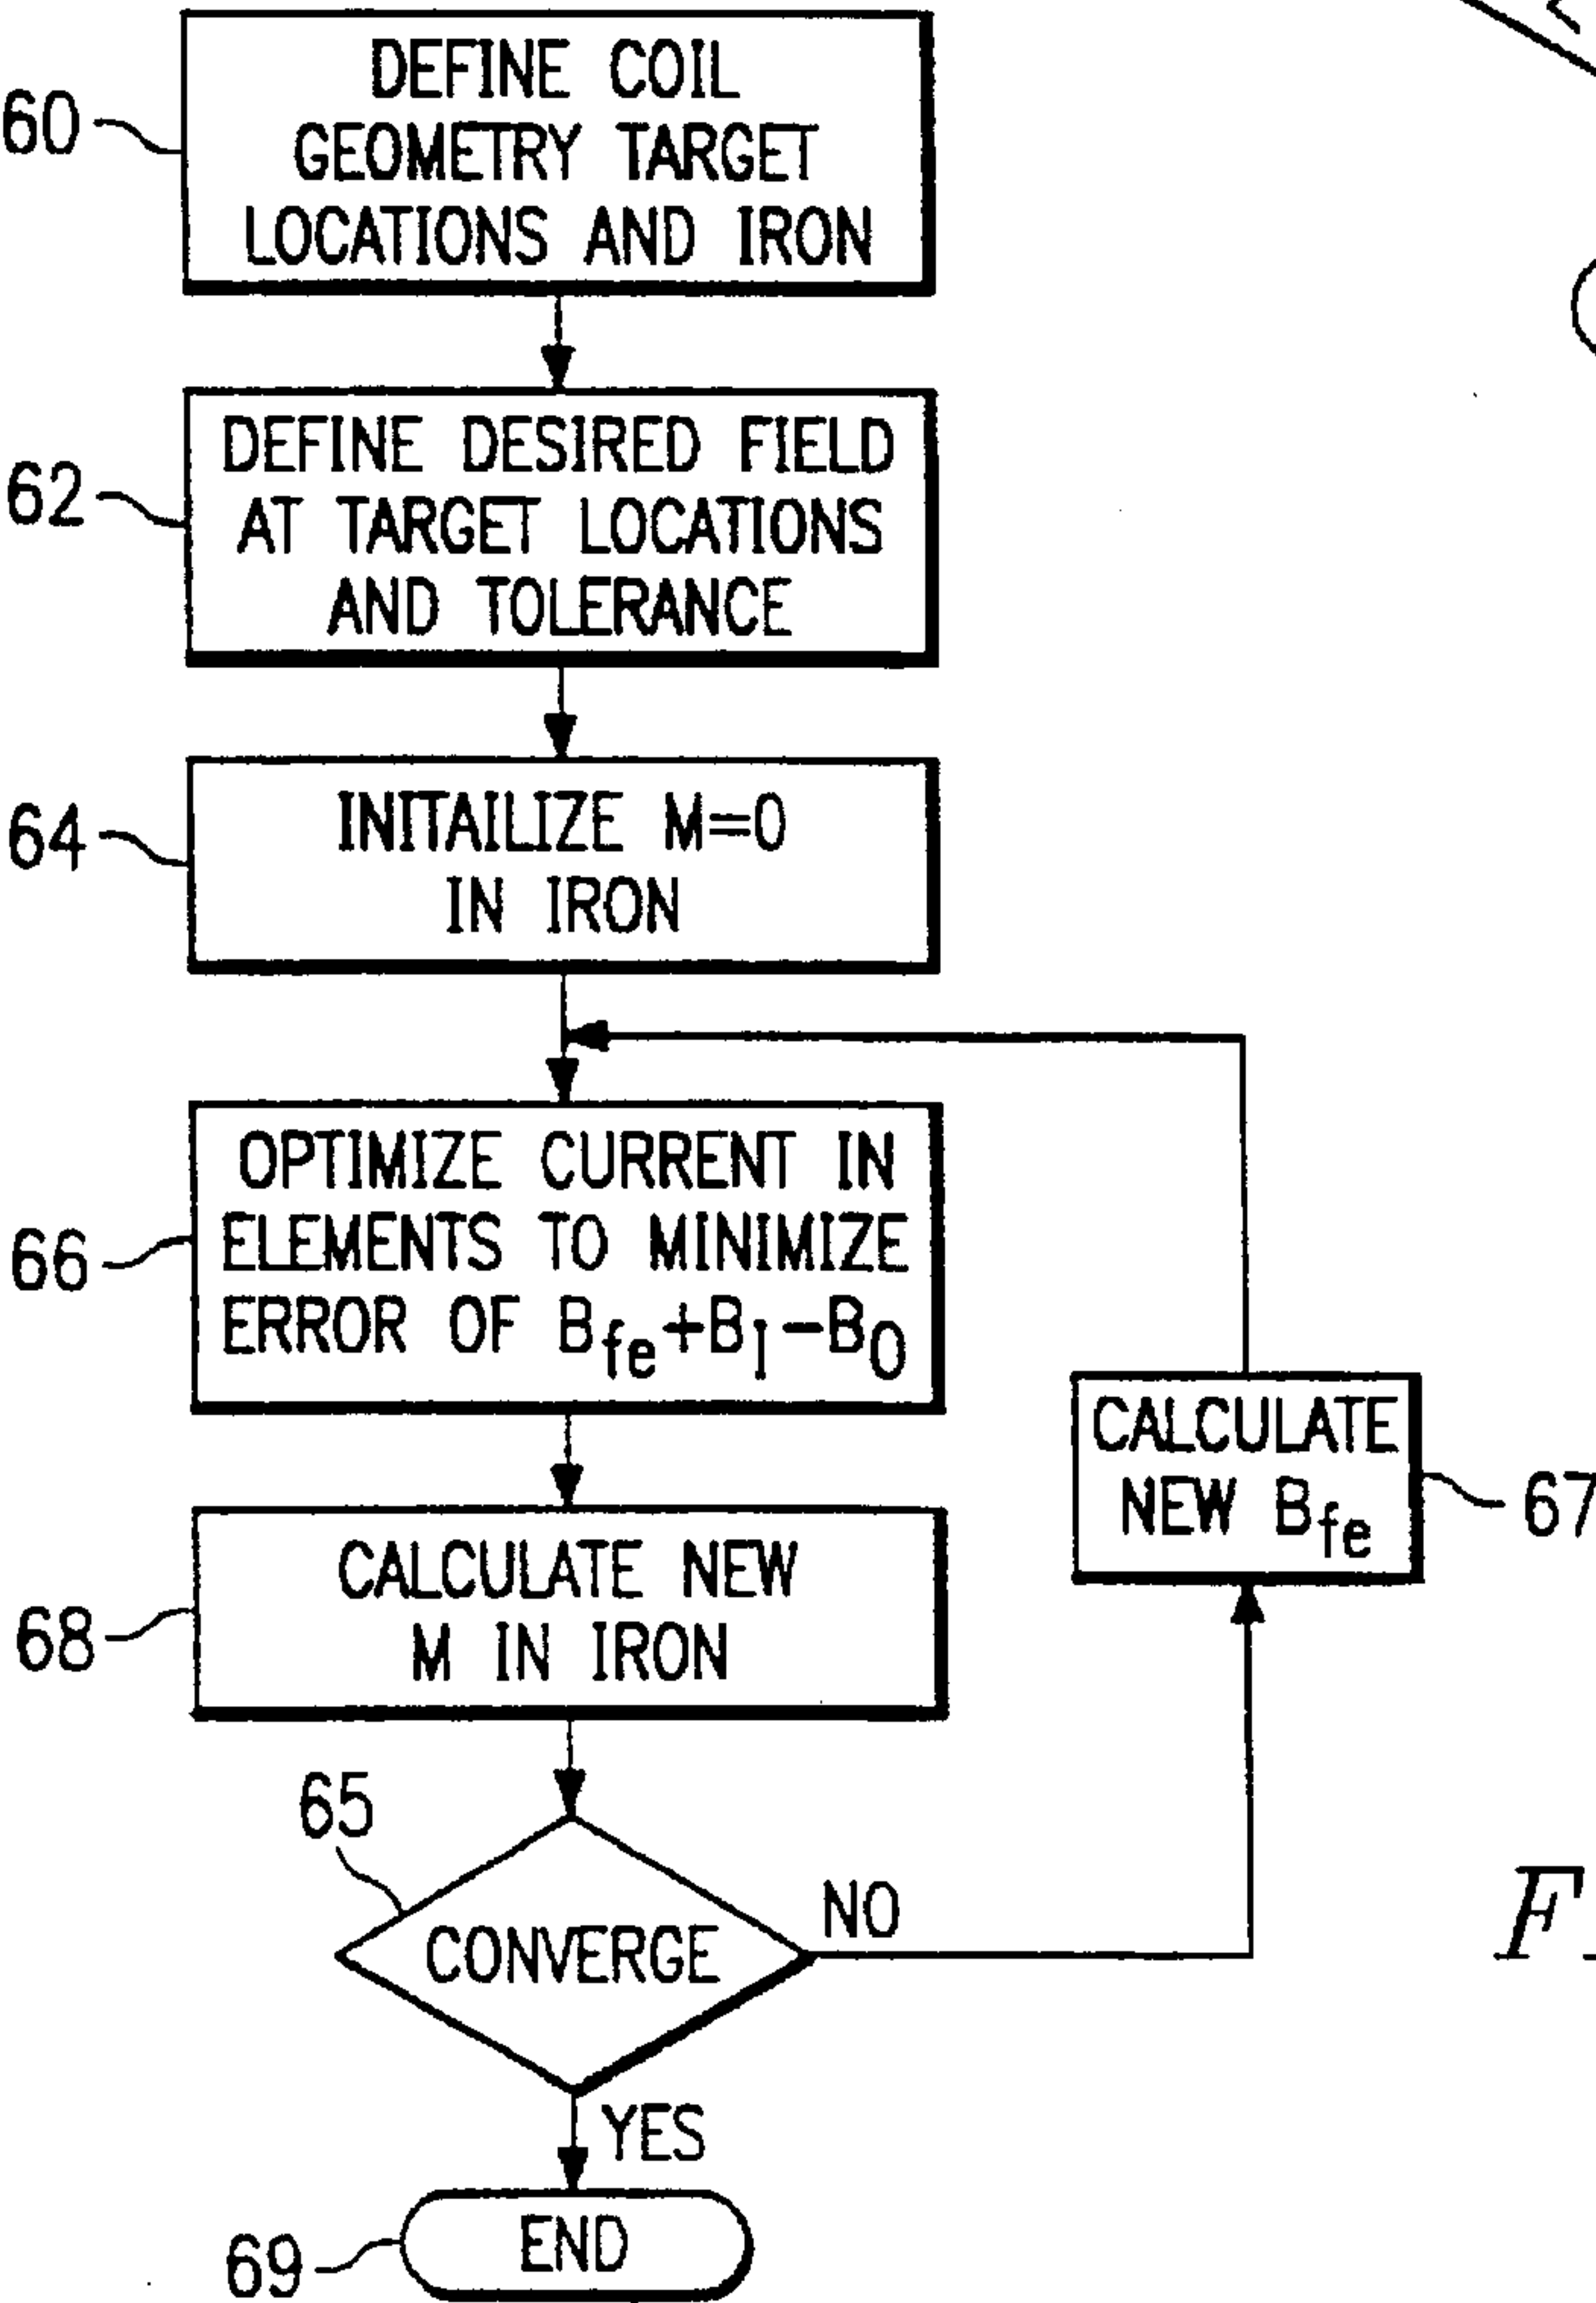 60
DEFINE COIL
GEOMETRY TARGET
LOCATIONS AND IRON
62
DEFINE DESIRED FIELD
AT TARGET LOCATIONS
AND TOLERANCE
64
INITAILIZE M=0
IN IRON
66
OPTIMIZE CURRENT IN
ELEMENTS TO MINIMIZE
ERROR OF Bfe+BI-BO
CALCULATE
NEW Bfe
67
68
CALCULATE NEW
M IN IRON
65
CONVERGE
NO
YES
69
END
F